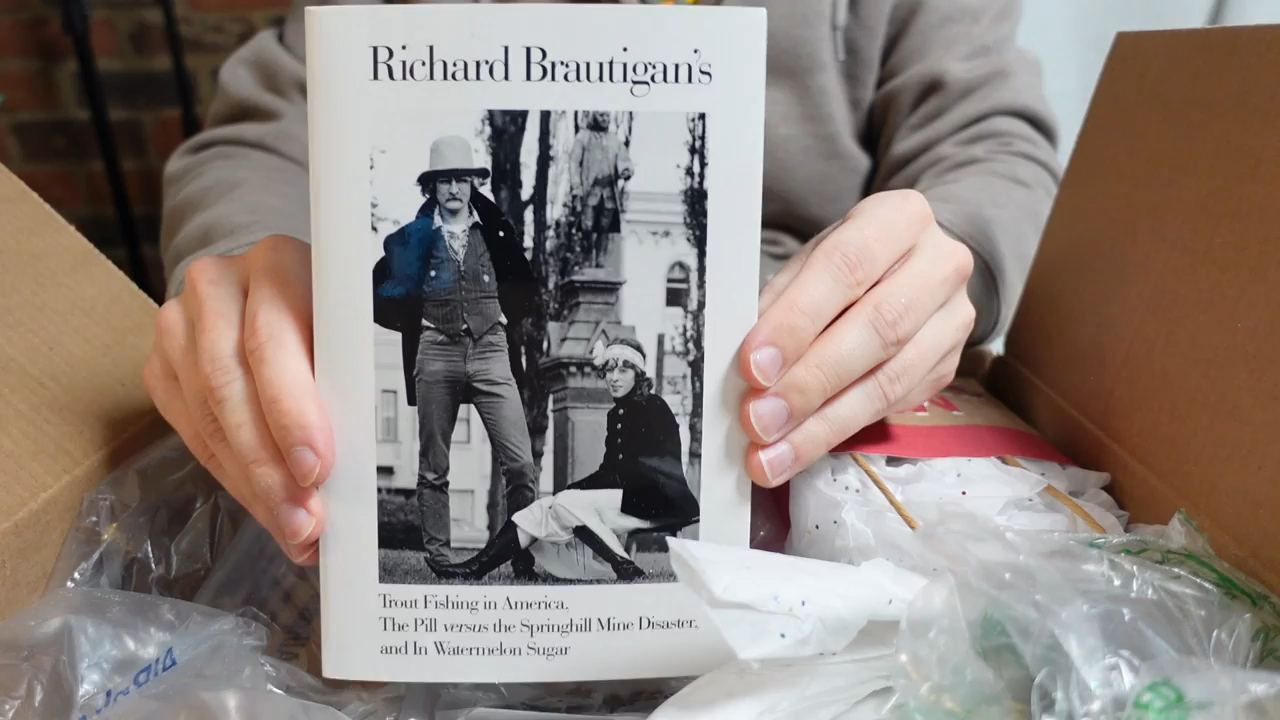 Richard Brautigan's
Trout Fishing in America,
The Pill versus the Springhill Mine Disaster,
and In Watermelon Sugar